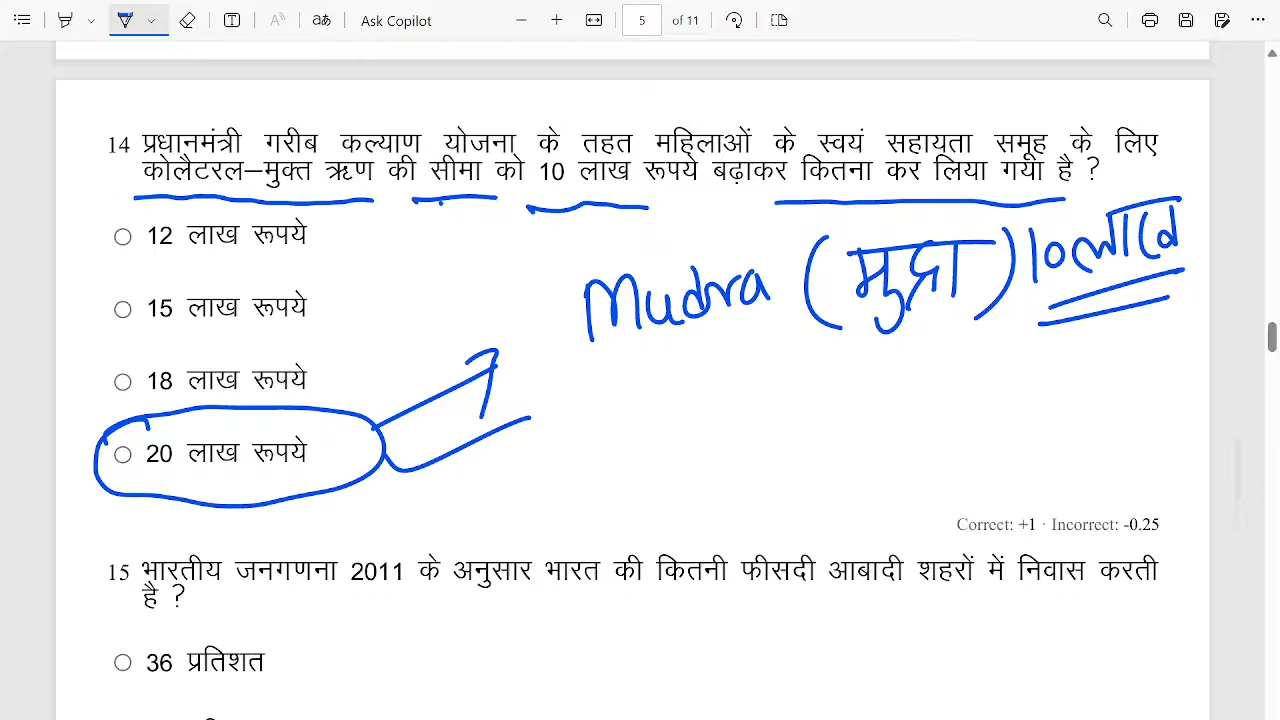 Ask Copilot
5
of 11
14 प्रधानमंत्री गरीब कल्याण योजना के तहत महिलाओं के स्वयं सहायता समूह के लिए
कोलैटरल–मुक्त ऋण की सीमा को 10 लाख रूपये बढ़ाकर कितना कर लिया गया है ?
12 लाख रूपये
Mudra (मुद्रा) 10 लाख
15 लाख रूपये
18 लाख रूपये
20 लाख रूपये
Correct: +1 · Incorrect: -0.25
15 भारतीय जनगणना 2011 के अनुसार भारत की कितनी फीसदी आबादी शहरों में निवास करती
है ?
36 प्रतिशत